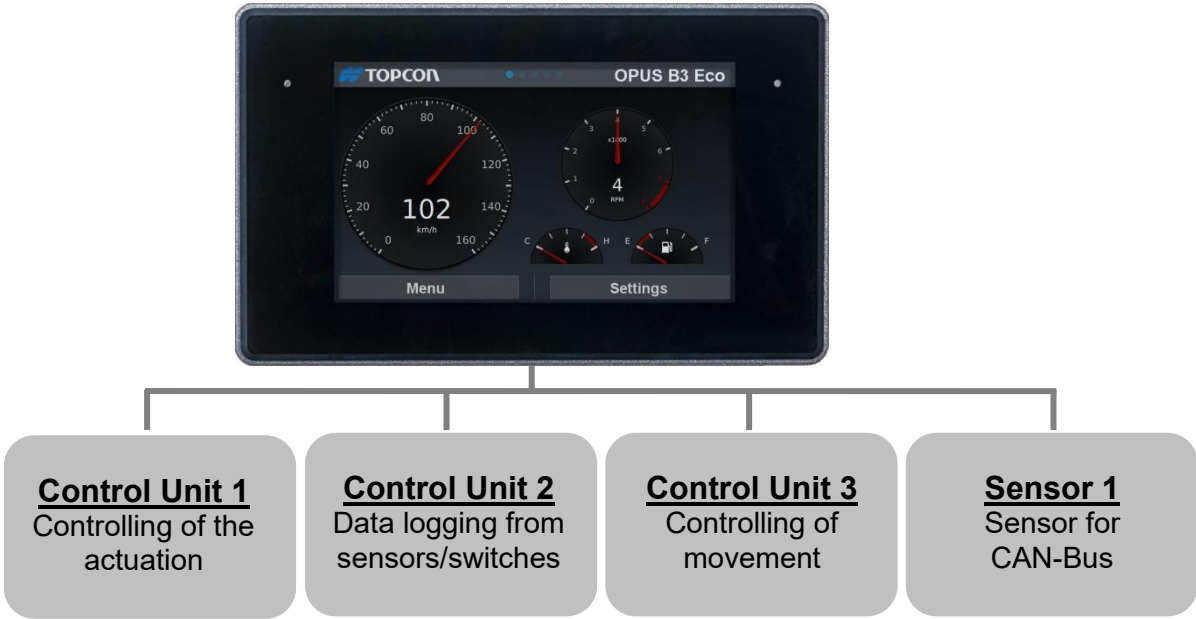 TOPCON
OPUS B3 Eco
0
20
40
60
80
100
120
140
160
102
km/h
0
1
2
3
4
5
6
x1000
4
RPM
C
H
E
F
Menu
Settings
Control Unit 1
Controlling of the
actuation
Control Unit 2
Data logging from
sensors/switches
Control Unit 3
Controlling of
movement
Sensor 1
Sensor for
CAN-Bus